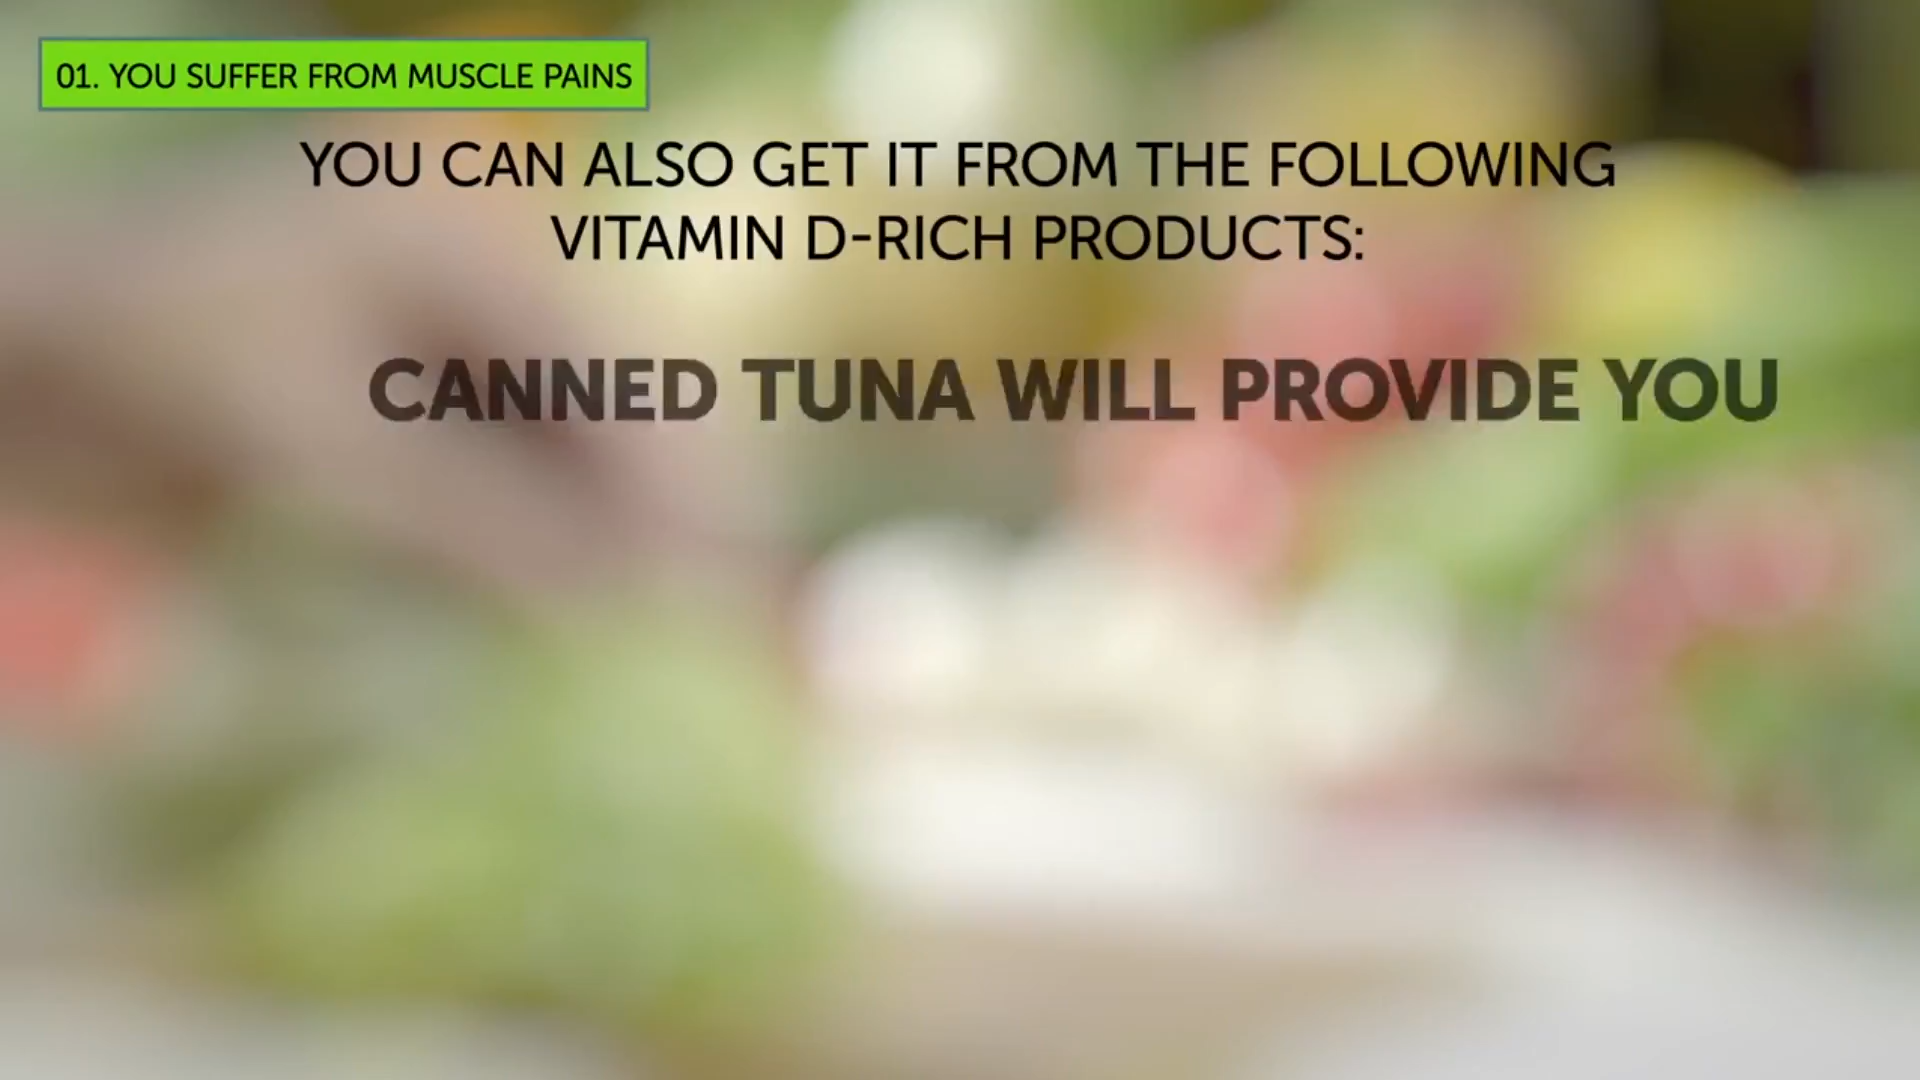 01. YOU SUFFER FROM MUSCLE PAINS
YOU CAN ALSO GET IT FROM THE FOLLOWING
VITAMIN D-RICH PRODUCTS:
CANNED TUNA WILL PROVIDE YOU